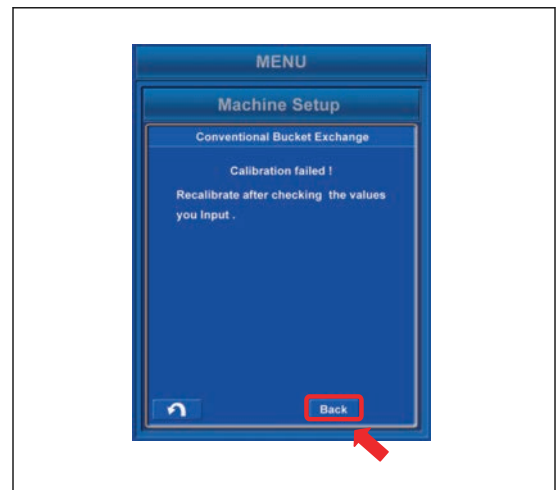 MENU
Machine Setup
Conventional Bucket Exchange
Calibration failed !
Recalibrate after checking the values
you Input .
Back